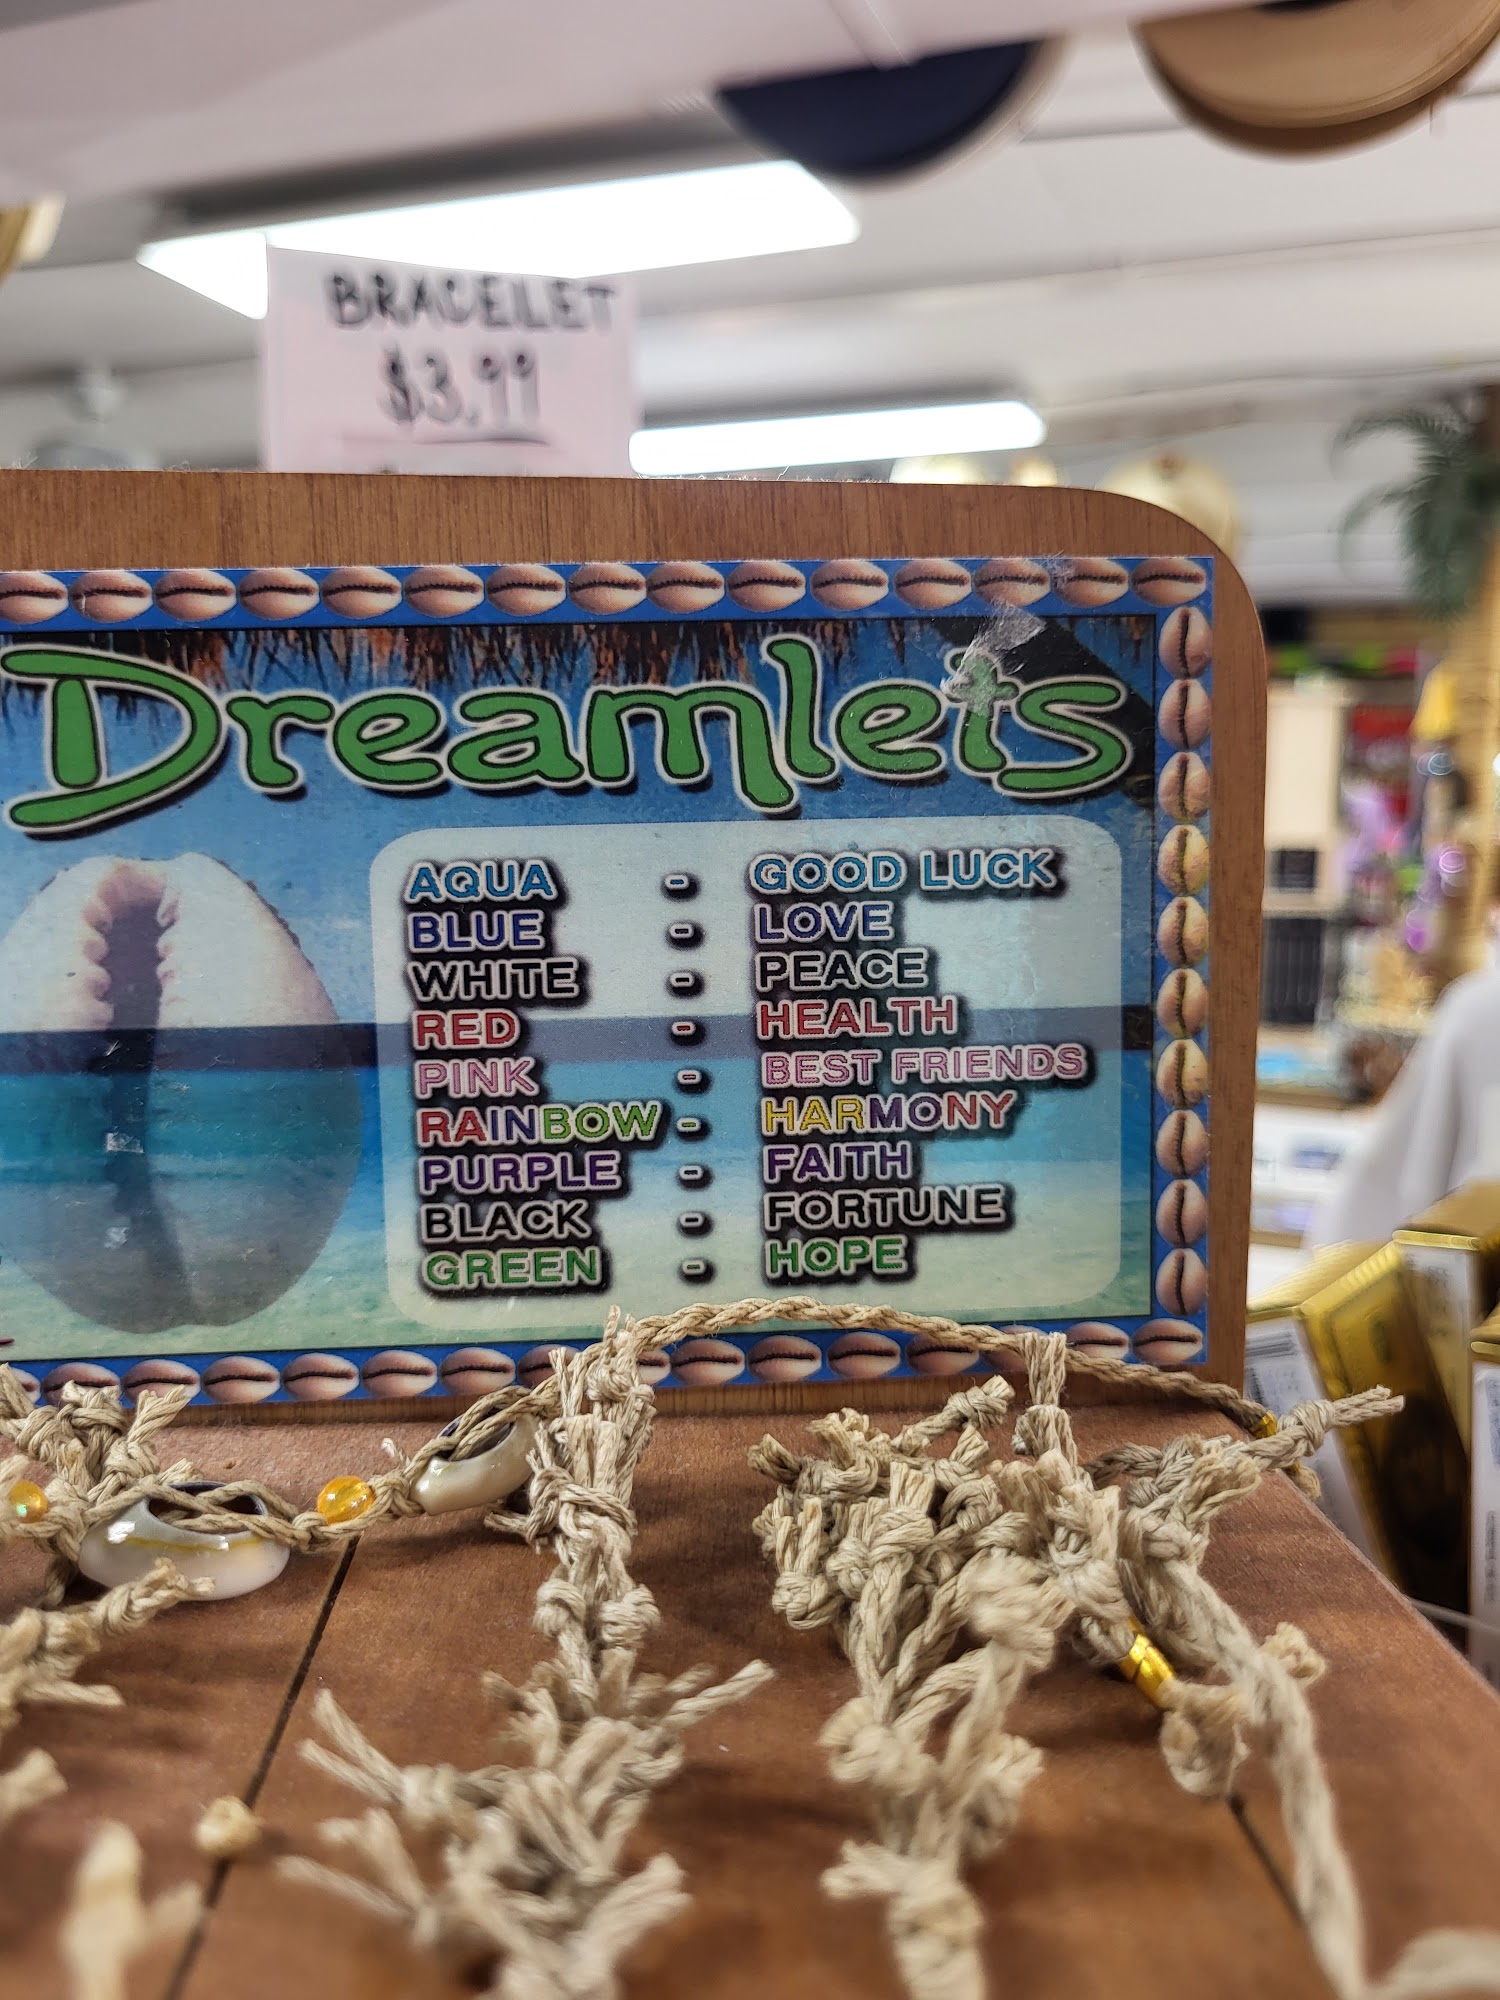 BRACELET
$3.99
Dreamlets
AQUA - GOOD LUCK
BLUE - LOVE
WHITE - PEACE
RED - HEALTH
PINK - BEST FRIENDS
RAINBOW - HARMONY
PURPLE - FAITH
BLACK - FORTUNE
GREEN - HOPE